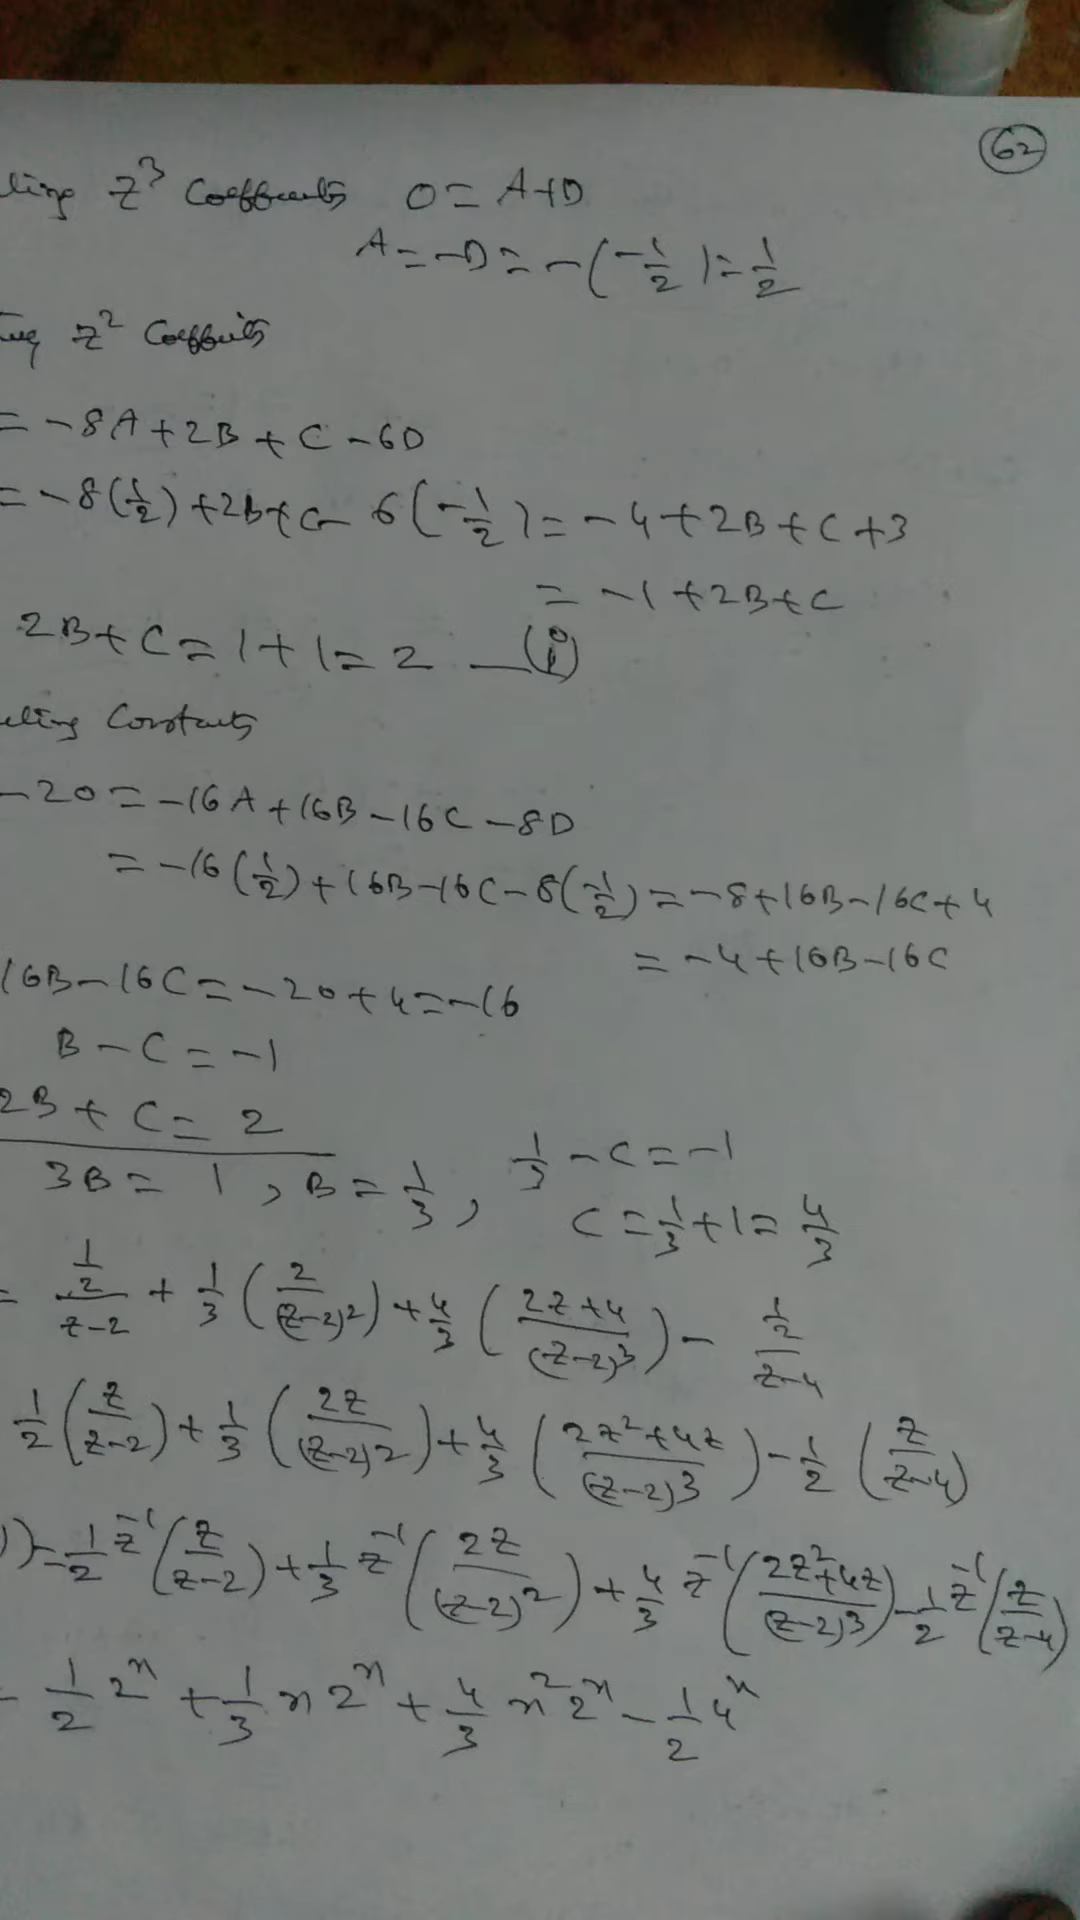 62
z³ Coefficients 0 = A+D
A = -D = -(-1/2) = 1/2
z² Coefficients
= -8A + 2B + C - 6D
= -8(1/2) + 2B + C - 6(-1/2) = -4 + 2B + C + 3
= -1 + 2B + C
2B + C = 1 + 1 = 2 — (i)
Constants
-20 = -16A + 16B - 16C - 8D
= -16(1/2) + 16B - 16C - 8(-1/2) = -8 + 16B - 16C + 4
= -4 + 16B - 16C
16B - 16C = -20 + 4 = -16
B - C = -1
2B + C = 2
3B = 1, B = 1/3, 1/3 - C = -1
C = 1/3 + 1 = 4/3
= (1/2)/(z-2) + 1/3 (2/(z-2)²) + 4/3 ((2z+4)/(z-2)³) - (1/2)/(z-4)
1/2 (z/(z-2)) + 1/3 (2z/(z-2)²) + 4/3 ((2z²+4z)/(z-2)³) - 1/2 (z/(z-4))
) = 1/2 z⁻¹(z/(z-2)) + 1/3 z⁻¹(2z/(z-2)²) + 4/3 z⁻¹((2z²+4z)/(z-2)³) - 1/2 z⁻¹(z/(z-4))
= 1/2 2ⁿ + 1/3 n 2ⁿ + 4/3 n² 2ⁿ - 1/2 4ⁿ